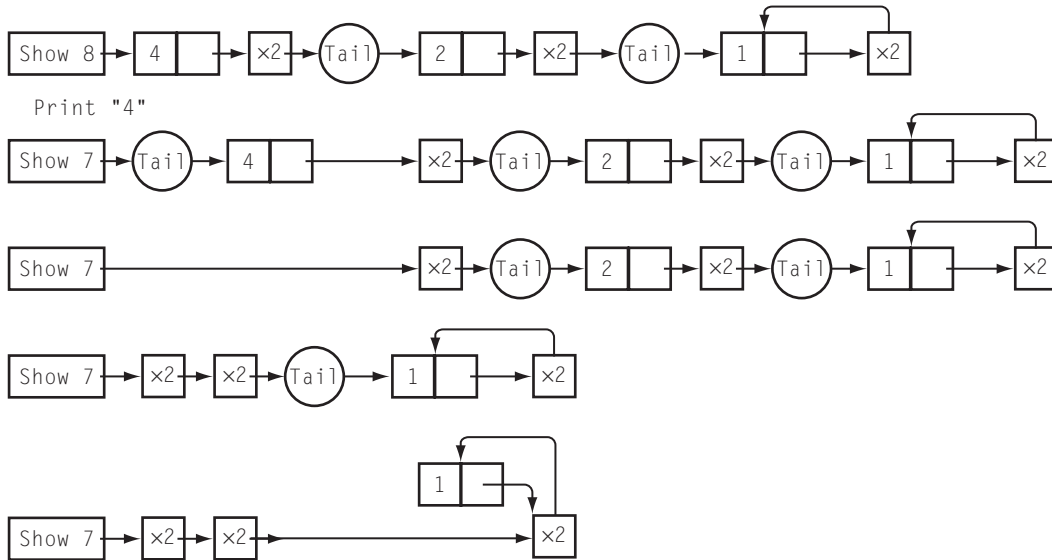 Show 8 4 ×2 Tail 2 ×2 Tail 1 ×2
Print "4"
Show 7 Tail 4 ×2 Tail 2 ×2 Tail 1 ×2
Show 7 ×2 Tail 2 ×2 Tail 1 ×2
Show 7 ×2 ×2 Tail 1 ×2
1
Show 7 ×2 ×2 ×2